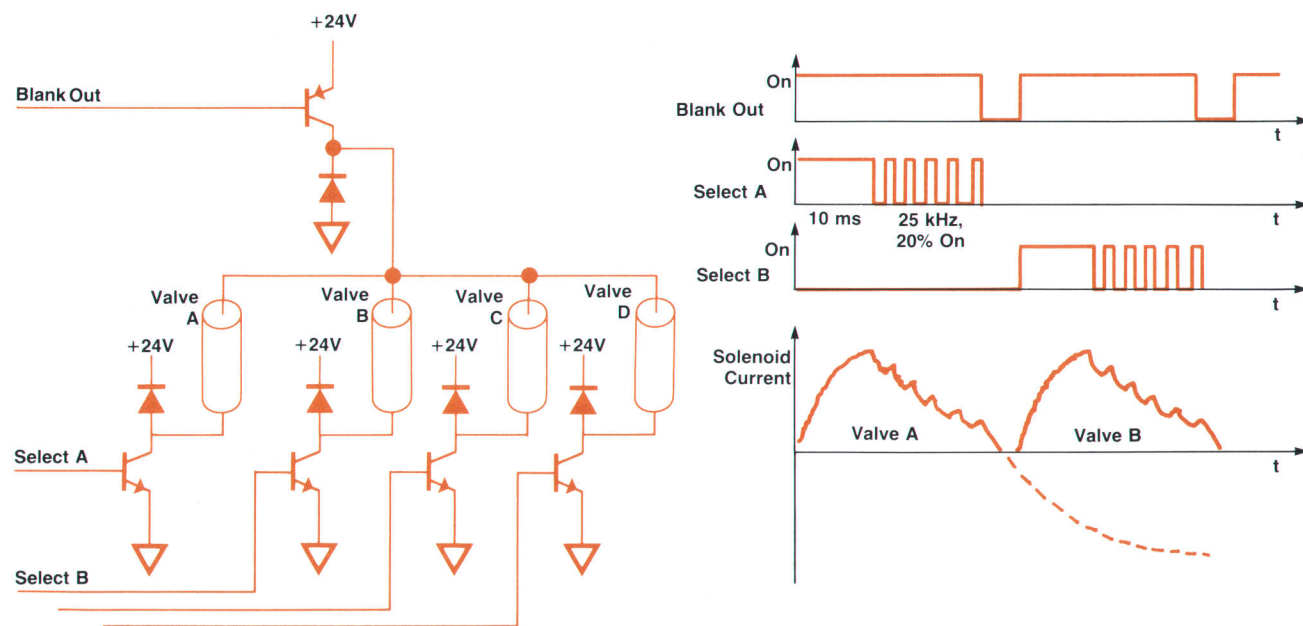 +24V
Blank Out
Valve
A
Valve
B
Valve
C
Valve
D
+24V
+24V
+24V
+24V
Select A
Select B
On
Blank Out
t
On
Select A
t
10 ms
25 kHz,
20% On
On
Select B
t
Solenoid
Current
Valve A
Valve B
t